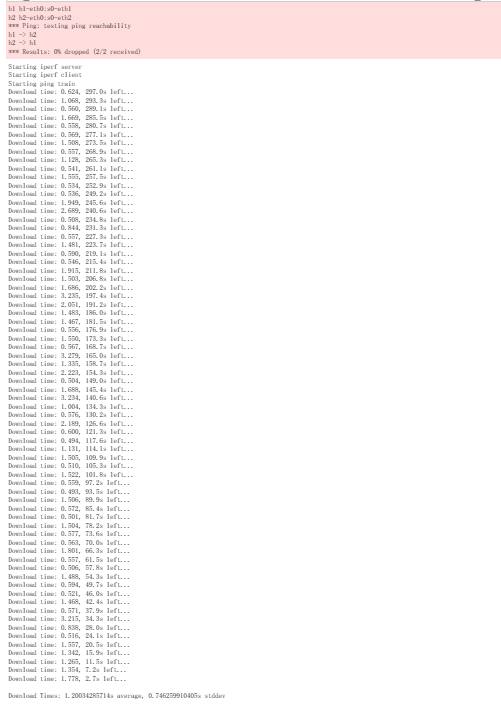 h1 h1-eth0:s0-eth1
h2 h2-eth0:s0-eth2
*** Ping: testing ping reachability
h1 -> h2
h2 -> h1
*** Results: 0% dropped (2/2 received)
Starting iperf server
Starting iperf client
Starting ping train
Download time: 0.624, 297.0s left...
Download time: 1.068, 293.3s left...
Download time: 0.560, 289.1s left...
Download time: 1.669, 285.5s left...
Download time: 0.558, 280.7s left...
Download time: 0.569, 277.1s left...
Download time: 1.508, 273.5s left...
Download time: 0.557, 268.9s left...
Download time: 1.128, 265.3s left...
Download time: 0.541, 261.1s left...
Download time: 1.555, 257.5s left...
Download time: 0.534, 252.9s left...
Download time: 0.536, 249.2s left...
Download time: 1.949, 245.6s left...
Download time: 2.689, 240.6s left...
Download time: 0.508, 234.8s left...
Download time: 0.844, 231.3s left...
Download time: 0.557, 227.3s left...
Download time: 1.481, 223.7s left...
Download time: 0.590, 219.1s left...
Download time: 0.546, 215.4s left...
Download time: 1.915, 211.8s left...
Download time: 1.503, 206.8s left...
Download time: 1.686, 202.2s left...
Download time: 3.235, 197.4s left...
Download time: 2.051, 191.2s left...
Download time: 1.483, 186.0s left...
Download time: 1.467, 181.5s left...
Download time: 0.556, 176.9s left...
Download time: 1.550, 173.3s left...
Download time: 0.567, 168.7s left...
Download time: 3.279, 165.0s left...
Download time: 1.335, 158.7s left...
Download time: 2.223, 154.3s left...
Download time: 0.504, 149.0s left...
Download time: 1.688, 145.4s left...
Download time: 3.234, 140.6s left...
Download time: 1.004, 134.3s left...
Download time: 0.576, 130.2s left...
Download time: 2.189, 126.6s left...
Download time: 0.600, 121.3s left...
Download time: 0.494, 117.6s left...
Download time: 1.131, 114.1s left...
Download time: 1.505, 109.9s left...
Download time: 0.510, 105.3s left...
Download time: 1.522, 101.8s left...
Download time: 0.559, 97.2s left...
Download time: 0.493, 93.5s left...
Download time: 1.506, 89.9s left...
Download time: 0.572, 85.4s left...
Download time: 0.501, 81.7s left...
Download time: 1.504, 78.2s left...
Download time: 0.577, 73.6s left...
Download time: 0.563, 70.0s left...
Download time: 1.801, 66.3s left...
Download time: 0.557, 61.5s left...
Download time: 0.506, 57.8s left...
Download time: 1.488, 54.3s left...
Download time: 0.594, 49.7s left...
Download time: 0.521, 46.0s left...
Download time: 1.468, 42.4s left...
Download time: 0.571, 37.9s left...
Download time: 3.215, 34.3s left...
Download time: 0.838, 28.0s left...
Download time: 0.516, 24.1s left...
Download time: 1.557, 20.5s left...
Download time: 1.342, 15.9s left...
Download time: 1.265, 11.5s left...
Download time: 1.354, 7.2s left...
Download time: 1.778, 2.7s left...
Download Times: 1.20034285714s average, 0.746259910405s stddev